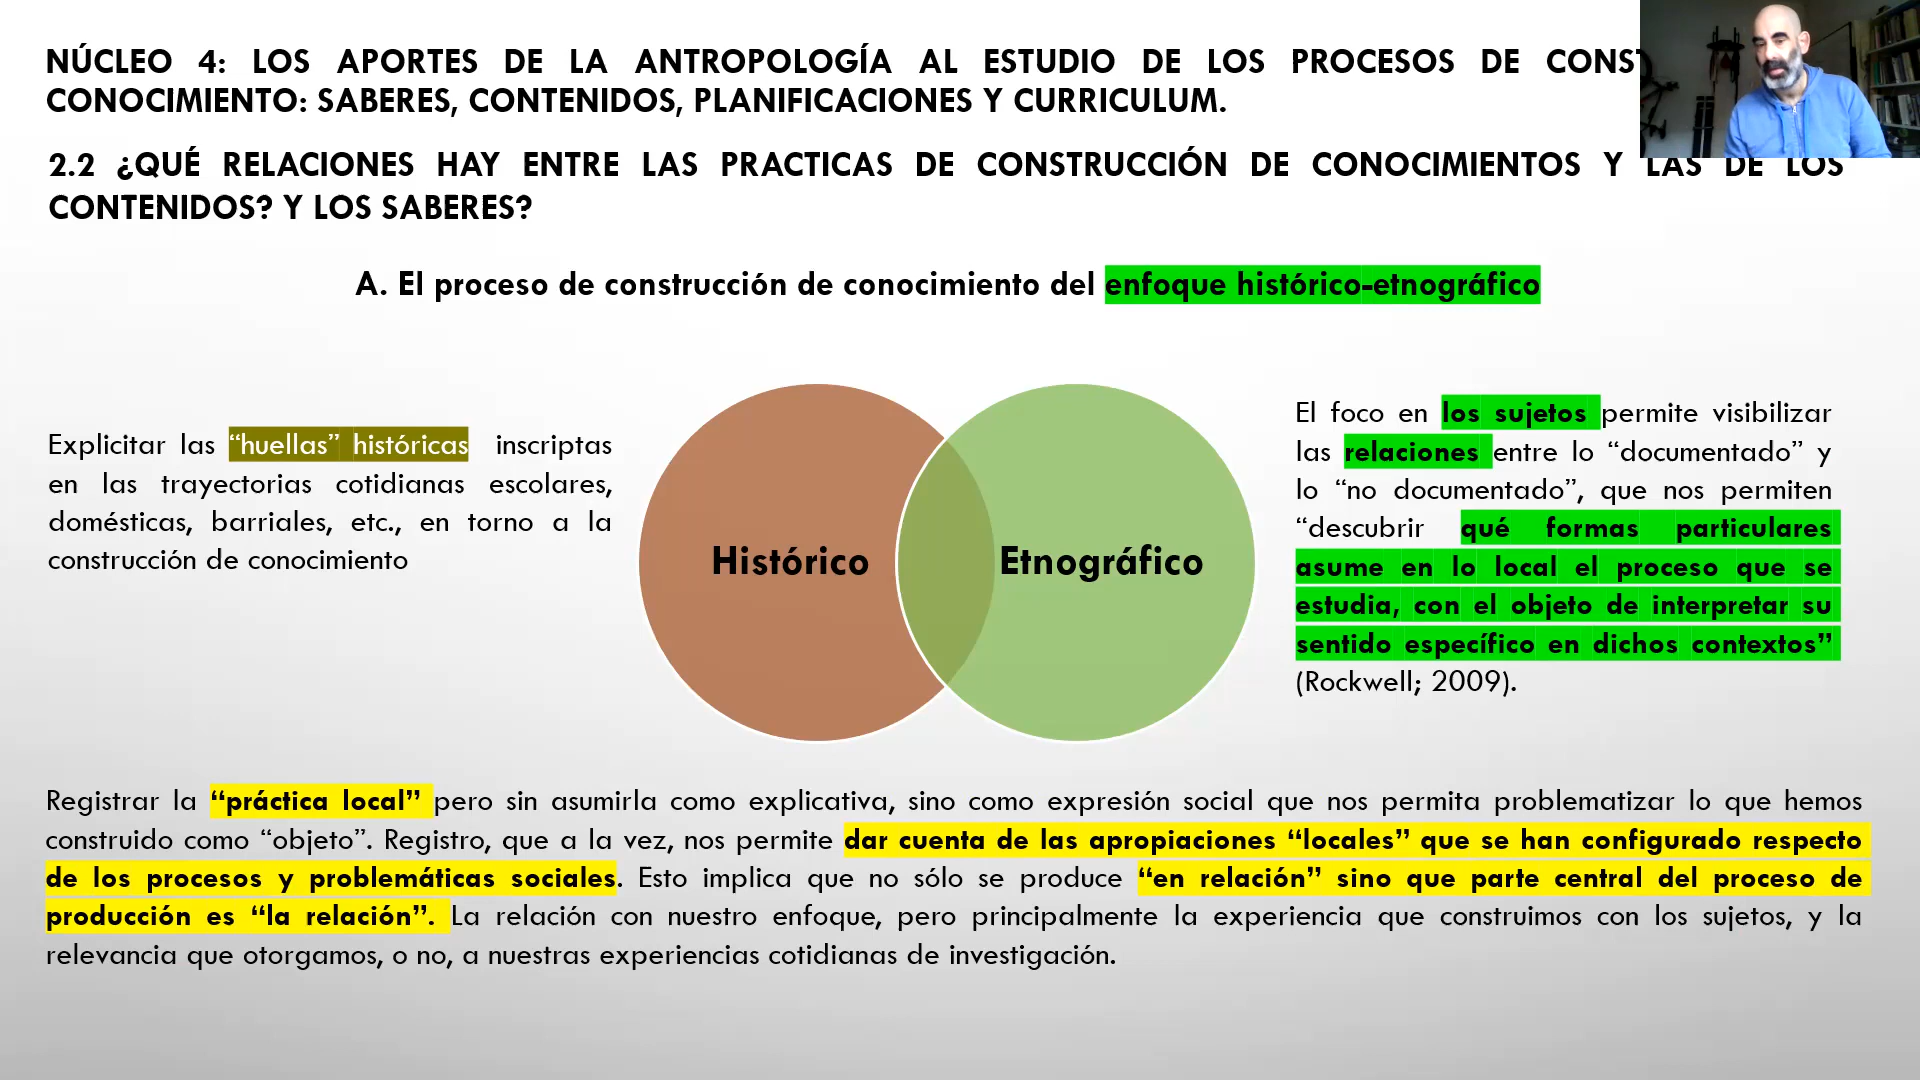 NÚCLEO 4: LOS APORTES DE LA ANTROPOLOGÍA AL ESTUDIO DE LOS PROCESOS DE
CONOCIMIENTO: SABERES, CONTENIDOS, PLANIFICACIONES Y CURRICULUM.
2.2 ¿QUÉ RELACIONES HAY ENTRE LAS PRACTICAS DE CONSTRUCCIÓN DE CONOCIMIENTOS Y LAS DE LOS
CONTENIDOS? Y LOS SABERES?
A. El proceso de construcción de conocimiento del enfoque histórico-etnográfico
Explicitar las “huellas” históricas inscriptas
en las trayectorias cotidianas escolares,
domésticas, barriales, etc., en torno a la
construcción de conocimiento
Histórico
Etnográfico
El foco en los sujetos permite visibilizar
las relaciones entre lo “documentado” y
lo “no documentado”, que nos permiten
“descubrir qué formas particulares
asume en lo local el proceso que se
estudia, con el objeto de interpretar su
sentido específico en dichos contextos”
(Rockwell; 2009).
Registrar la “práctica local” pero sin asumirla como explicativa, sino como expresión social que nos permita problematizar lo que hemos
construido como “objeto”. Registro, que a la vez, nos permite dar cuenta de las apropiaciones “locales” que se han configurado respecto
de los procesos y problemáticas sociales. Esto implica que no sólo se produce “en relación” sino que parte central del proceso de
producción es “la relación”. La relación con nuestro enfoque, pero principalmente la experiencia que construimos con los sujetos, y la
relevancia que otorgamos, o no, a nuestras experiencias cotidianas de investigación.